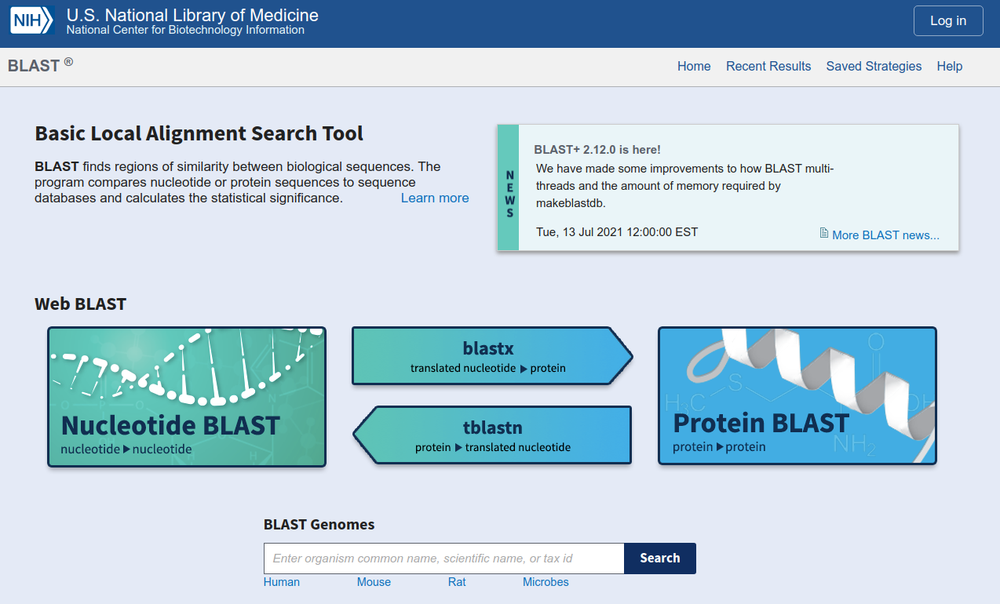 NIH
U.S. National Library of Medicine
National Center for Biotechnology Information
Log in
BLAST ®
Home Recent Results Saved Strategies Help
Basic Local Alignment Search Tool
BLAST finds regions of similarity between biological sequences. The
program compares nucleotide or protein sequences to sequence
databases and calculates the statistical significance. Learn more
NEWS
BLAST+ 2.12.0 is here!
We have made some improvements to how BLAST multi-
threads and the amount of memory required by
makeblastdb.
Tue, 13 Jul 2021 12:00:00 EST
More BLAST news...
Web BLAST
Nucleotide BLAST
nucleotide ▶ nucleotide
blastx
translated nucleotide ▶ protein
tblastn
protein ▶ translated nucleotide
O
S
H₃C
OH
NH₂
Protein BLAST
protein ▶ protein
BLAST Genomes
Enter organism common name, scientific name, or tax id
Search
Human Mouse Rat Microbes